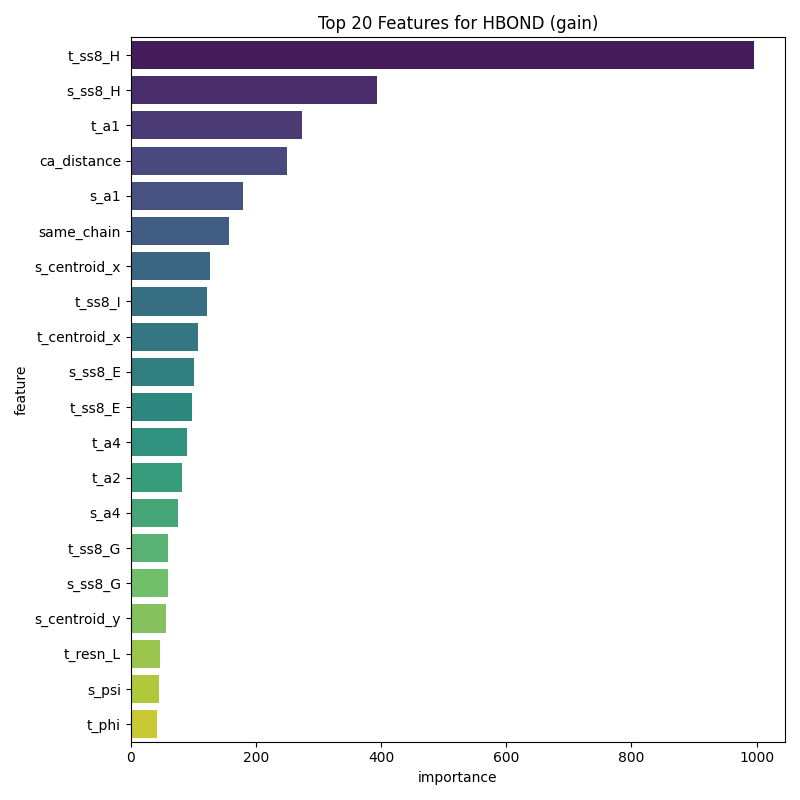 Top 20 Features for HBOND (gain)
t_ss8_H
s_ss8_H
t_a1
ca_distance
s_a1
same_chain
s_centroid_x
t_ss8_I
t_centroid_x
s_ss8_E
t_ss8_E
t_a4
t_a2
s_a4
t_ss8_G
s_ss8_G
s_centroid_y
t_resn_L
s_psi
t_phi
feature
0 200 400 600 800 1000
importance